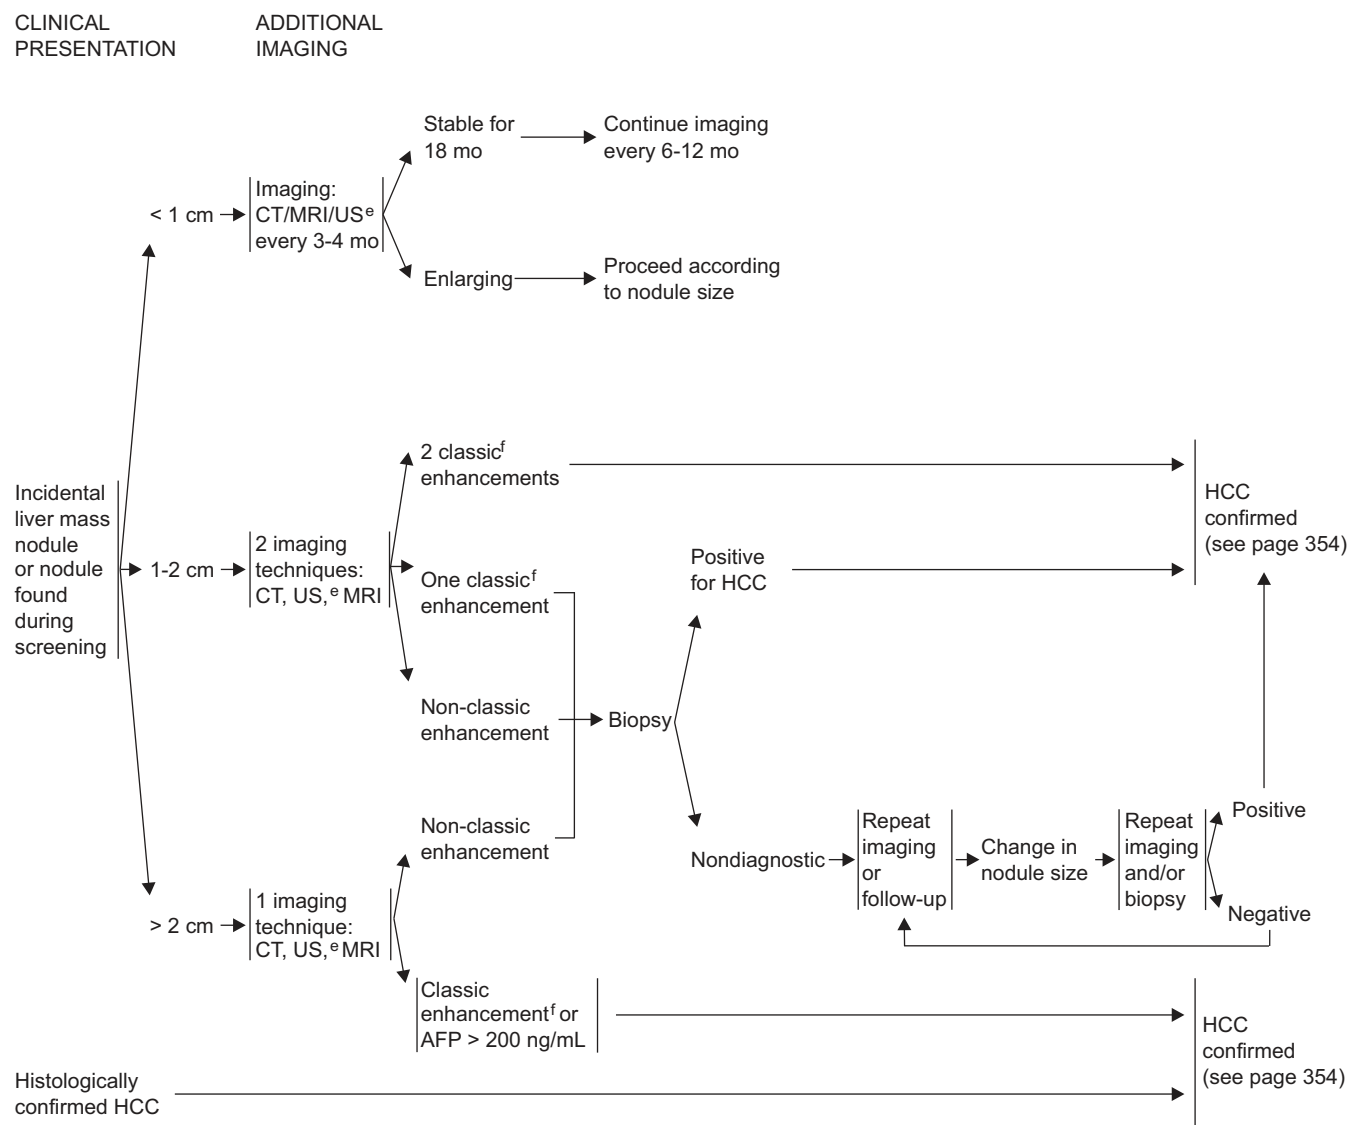 CLINICAL
PRESENTATION
ADDITIONAL
IMAGING
Stable for
18 mo
Continue imaging
every 6-12 mo
< 1 cm
Imaging:
CT/MRI/USe
every 3-4 mo
Enlarging
Proceed according
to nodule size
Incidental
liver mass
nodule
or nodule
found
during
screening
1-2 cm
2 imaging
techniques:
CT, US,e MRI
2 classicf
enhancements
One classicf
enhancement
Non-classic
enhancement
Non-classic
enhancement
Biopsy
Positive
for HCC
HCC
confirmed
(see page 354)
Nondiagnostic
Repeat
imaging
or
follow-up
Change in
nodule size
Repeat
imaging
and/or
biopsy
Positive
Negative
> 2 cm
1 imaging
technique:
CT, US,e MRI
Classic
enhancementf or
AFP > 200 ng/mL
HCC
confirmed
(see page 354)
Histologically
confirmed HCC